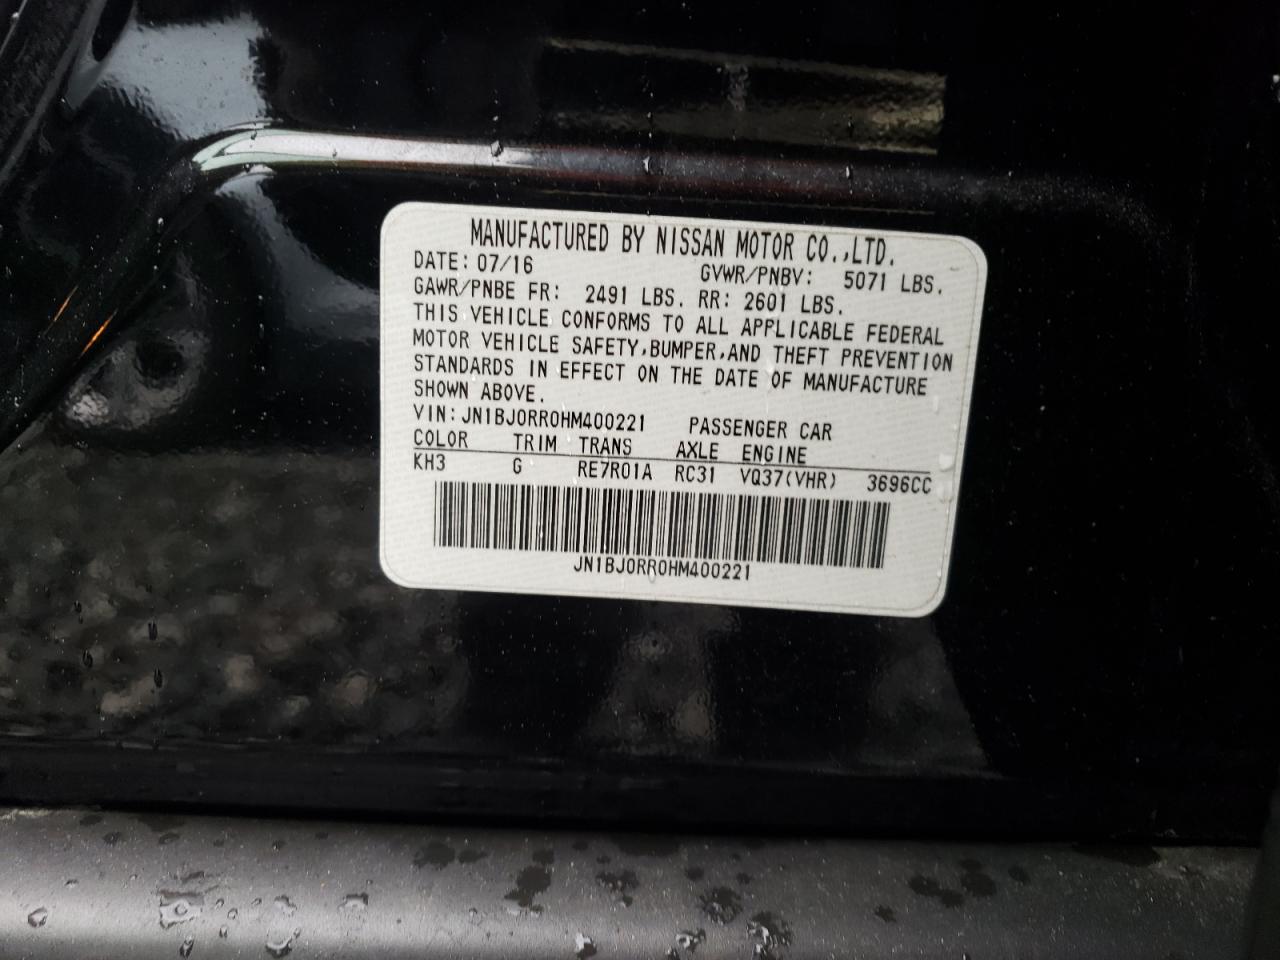 MANUFACTURED BY NISSAN MOTOR CO.,LTD.
DATE: 07/16 GVWR/PNBV: 5071 LBS.
GAWR/PNBE FR: 2491 LBS. RR: 2601 LBS.
THIS VEHICLE CONFORMS TO ALL APPLICABLE FEDERAL
MOTOR VEHICLE SAFETY,BUMPER,AND THEFT PREVENTION
STANDARDS IN EFFECT ON THE DATE OF MANUFACTURE
SHOWN ABOVE.
VIN: JN1BJ0RR0HM400221 PASSENGER CAR
COLOR TRIM TRANS AXLE ENGINE
KH3 G RE7R01A RC31 VQ37(VHR) 3696CC
JN1BJ0RR0HM400221